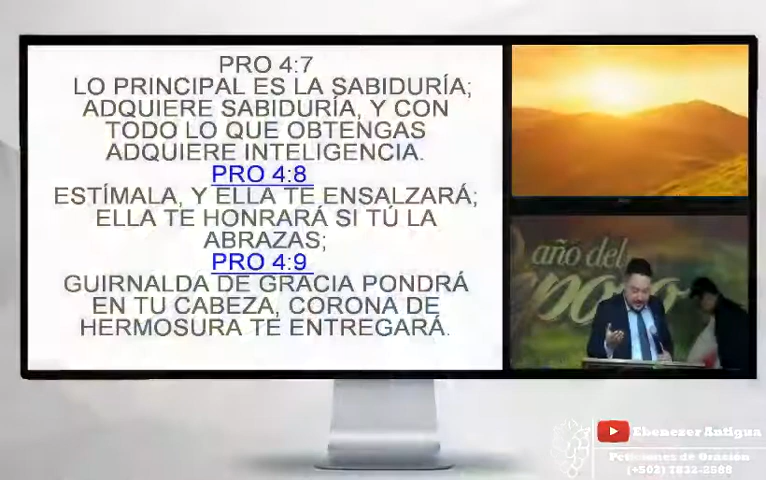 PRO 4:7
LO PRINCIPAL ES LA SABIDURÍA;
ADQUIERE SABIDURÍA, Y CON
TODO LO QUE OBTENGAS
ADQUIERE INTELIGENCIA.
PRO 4:8
ESTÍMALA, Y ELLA TE ENSALZARÁ;
ELLA TE HONRARÁ SI TÚ LA
ABRAZAS;
PRO 4:9
GUIRNALDA DE GRACIA PONDRÁ
EN TU CABEZA, CORONA DE
HERMOSURA TE ENTREGARÁ.
año del
Ebenezer Antigua
Peticiones de Oración